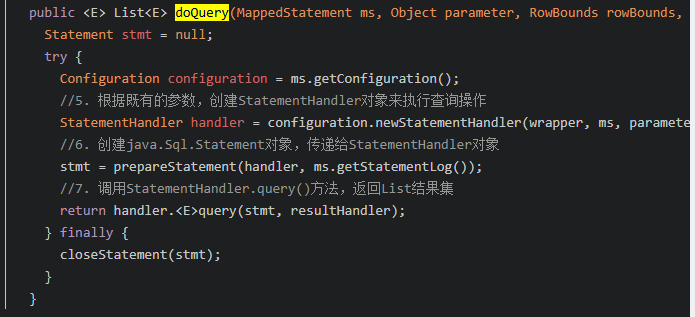 public <E> List<E> doQuery(MappedStatement ms, Object parameter, RowBounds rowBounds,
Statement stmt = null;
try {
Configuration configuration = ms.getConfiguration();
//5. 根据既有的参数，创建StatementHandler对象来执行查询操作
StatementHandler handler = configuration.newStatementHandler(wrapper, ms, paramete
//6. 创建java.Sql.Statement对象，传递给StatementHandler对象
stmt = prepareStatement(handler, ms.getStatementLog());
//7. 调用StatementHandler.query()方法，返回List结果集
return handler.<E>query(stmt, resultHandler);
} finally {
closeStatement(stmt);
}
}